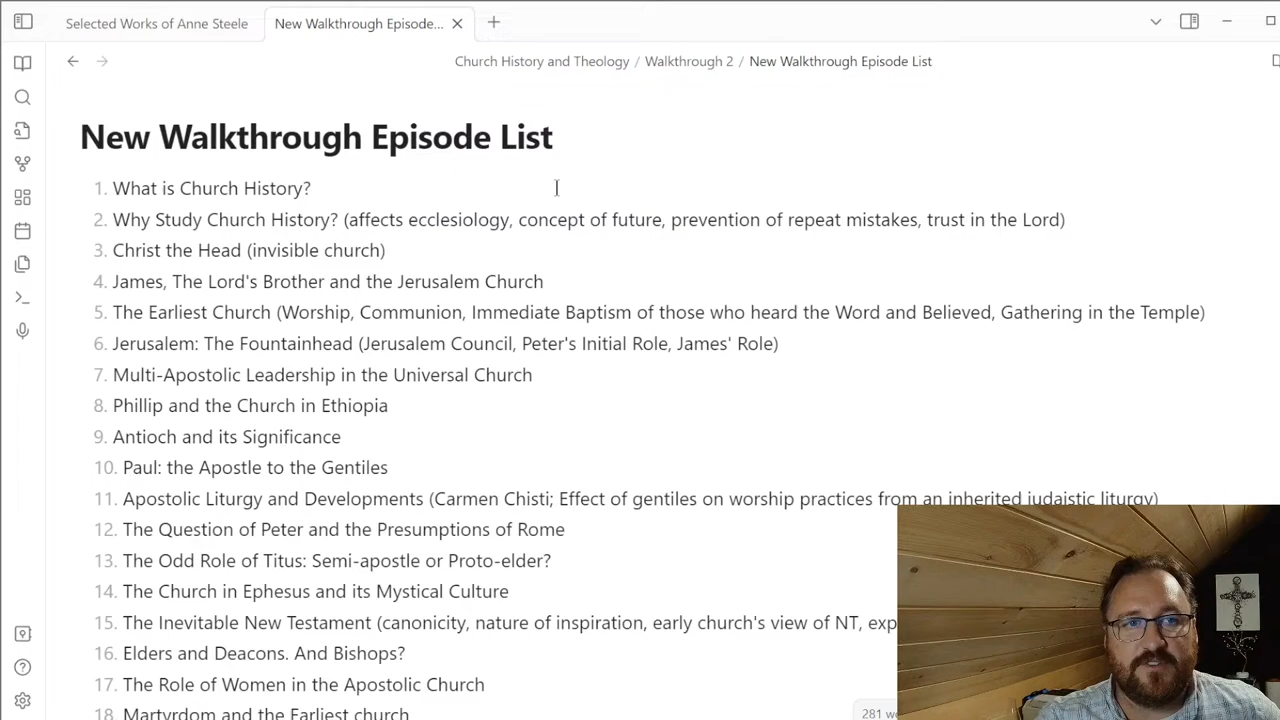 Selected Works of Anne Steele
New Walkthrough Episode...
Church History and Theology / Walkthrough 2 / New Walkthrough Episode List
New Walkthrough Episode List
1. What is Church History?
2. Why Study Church History? (affects ecclesiology, concept of future, prevention of repeat mistakes, trust in the Lord)
3. Christ the Head (invisible church)
4. James, The Lord's Brother and the Jerusalem Church
5. The Earliest Church (Worship, Communion, Immediate Baptism of those who heard the Word and Believed, Gathering in the Temple)
6. Jerusalem: The Fountainhead (Jerusalem Council, Peter's Initial Role, James' Role)
7. Multi-Apostolic Leadership in the Universal Church
8. Phillip and the Church in Ethiopia
9. Antioch and its Significance
10. Paul: the Apostle to the Gentiles
11. Apostolic Liturgy and Developments (Carmen Chisti; Effect of gentiles on worship practices from an inherited judaistic liturgy)
12. The Question of Peter and the Presumptions of Rome
13. The Odd Role of Titus: Semi-apostle or Proto-elder?
14. The Church in Ephesus and its Mystical Culture
15. The Inevitable New Testament (canonicity, nature of inspiration, early church's view of NT, exp
16. Elders and Deacons. And Bishops?
17. The Role of Women in the Apostolic Church
18. Martyrdom and the Earliest church
281 w